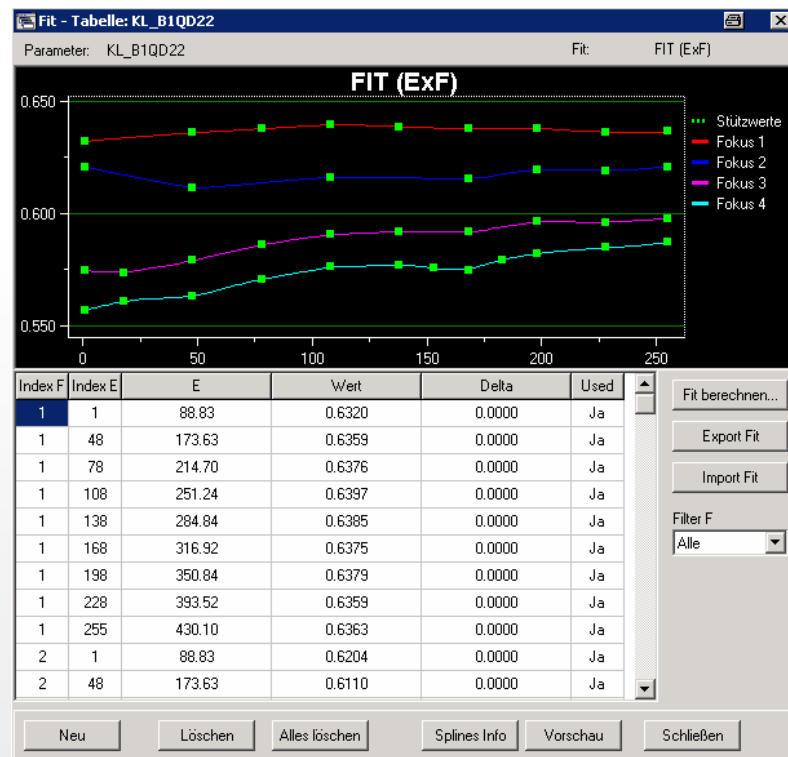 Fit - Tabelle: KL_B1QD22
Parameter: KL_B1QD22 Fit: FIT (ExF)
FIT (ExF)
0.650
0.600
0.550
0 50 100 150 200 250
Stützwerte
Fokus 1
Fokus 2
Fokus 3
Fokus 4
Index F Index E E Wert Delta Used
1 1 88.83 0.6320 0.0000 Ja
1 48 173.63 0.6359 0.0000 Ja
1 78 214.70 0.6376 0.0000 Ja
1 108 251.24 0.6397 0.0000 Ja
1 138 284.84 0.6385 0.0000 Ja
1 168 316.92 0.6375 0.0000 Ja
1 198 350.84 0.6379 0.0000 Ja
1 228 393.52 0.6359 0.0000 Ja
1 255 430.10 0.6363 0.0000 Ja
2 1 88.83 0.6204 0.0000 Ja
2 48 173.63 0.6110 0.0000 Ja
Fit berechnen...
Export Fit
Import Fit
Filter F
Alle
Neu Löschen Alles löschen Splines Info Vorschau Schließen